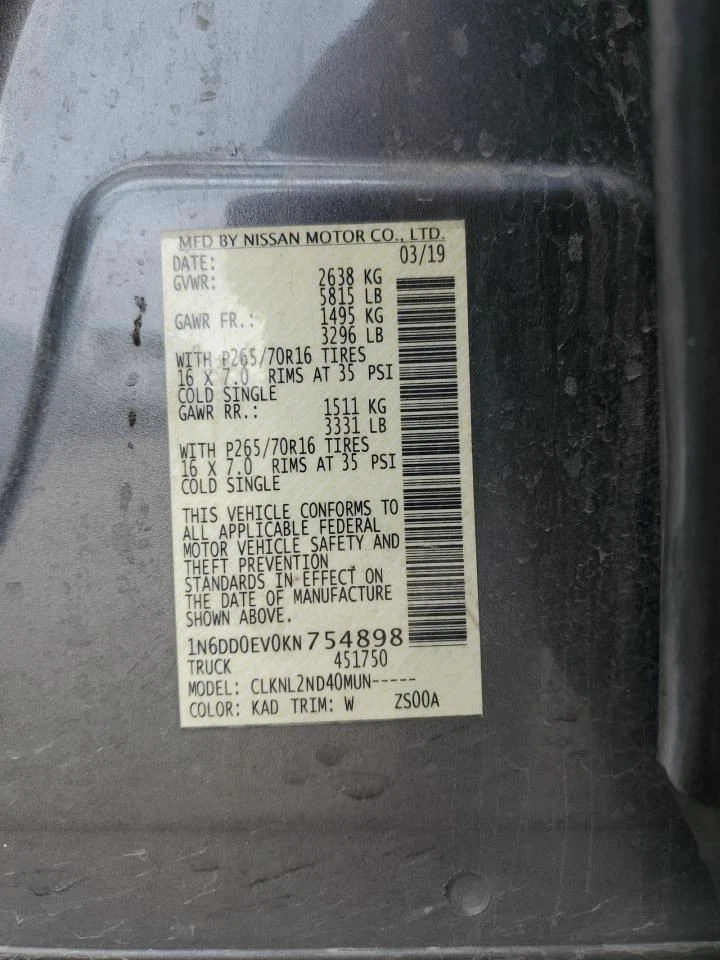 MFD BY NISSAN MOTOR CO., LTD.
DATE: 03/19
GVWR: 2638 KG
5815 LB
GAWR FR.: 1495 KG
3296 LB
WITH P265/70R16 TIRES
16 X 7.0 RIMS AT 35 PSI
COLD SINGLE
GAWR RR.: 1511 KG
3331 LB
WITH P265/70R16 TIRES
16 X 7.0 RIMS AT 35 PSI
COLD SINGLE
THIS VEHICLE CONFORMS TO
ALL APPLICABLE FEDERAL
MOTOR VEHICLE SAFETY AND
THEFT PREVENTION
STANDARDS IN EFFECT ON
THE DATE OF MANUFACTURE
SHOWN ABOVE.
1N6DD0EV0KN754898
TRUCK 451750
MODEL: CLKNL2ND40MUN-----
COLOR: KAD TRIM: W ZS00A